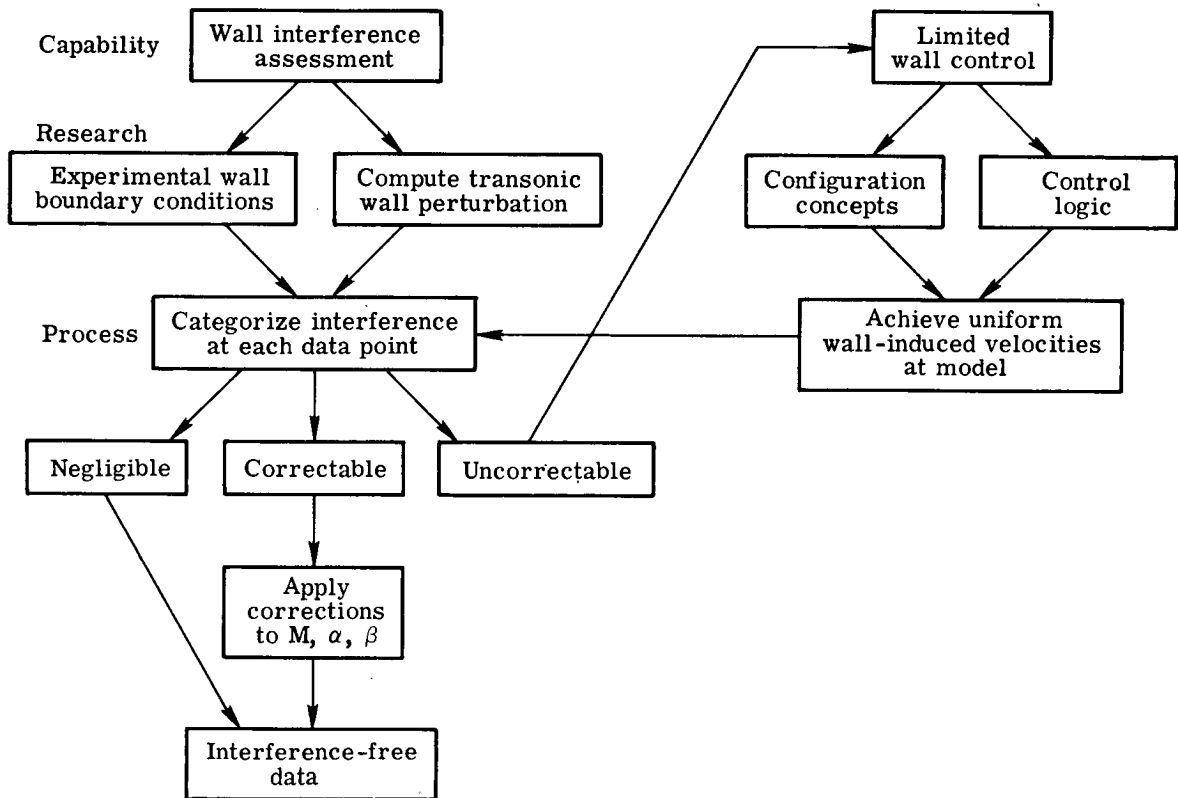 Capability
Wall interference
assessment
Limited
wall control
Research
Experimental wall
boundary conditions
Compute transonic
wall perturbation
Configuration
concepts
Control
logic
Process
Categorize interference
at each data point
Achieve uniform
wall-induced velocities
at model
Negligible
Correctable
Uncorrectable
Apply
corrections
to M, α, β
Interference-free
data